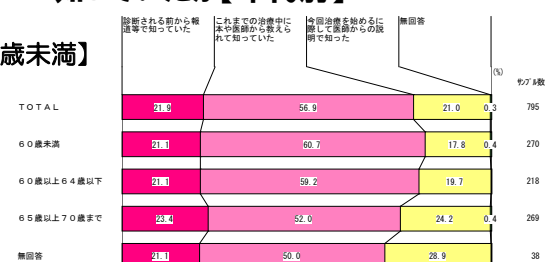 【年代別】
歳未満】
診断される前から報
道等で知っていた
これまでの治療中に
本や医師から教えら
れて知っていた
今回治療を始めるに
際して医師からの説
明で知った
無回答
(%)
ｻﾝﾌﾟﾙ数
ＴＯＴＡＬ 21.9 56.9 21.0 0.3 795
６０歳未満 21.1 60.7 17.8 0.4 270
６０歳以上６４歳以下 21.1 59.2 19.7 218
６５歳以上７０歳まで 23.4 52.0 24.2 0.4 269
無回答 21.1 50.0 28.9 38